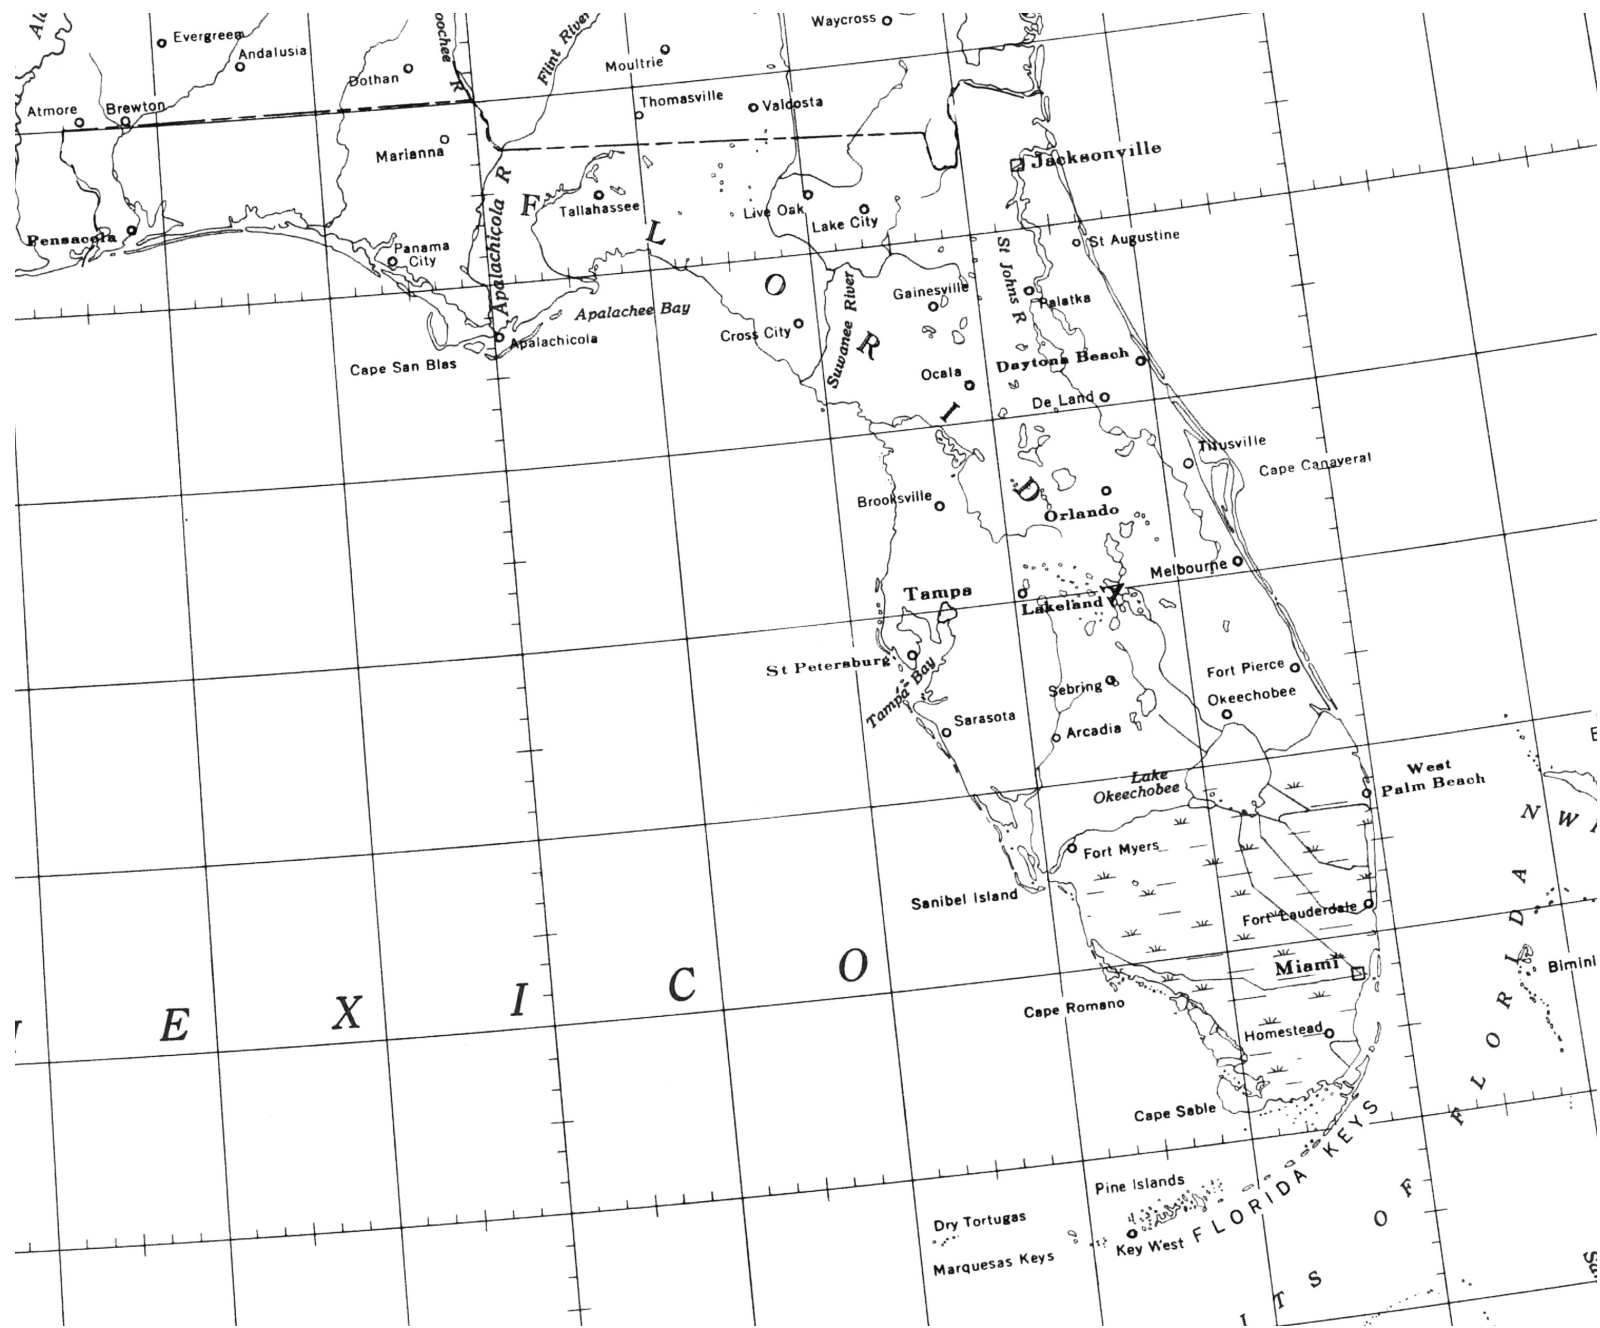 Evergreen
Andalusia
Waycross
Flint River
Moultrie
Dothan
R
Atmore
Brewton
Thomasville
Valdosta
Marianna
Jacksonville
Tallahassee
Live Oak
Lake City
Pensacola
Panama
City
Apalachicola R
St Augustine
St Johns R
Gainesville
Palatka
Apalachee Bay
Cross City
Suwanee River
Apalachicola
Cape San Blas
Daytona Beach
Ocala
De Land
FLORIDA
Titusville
Cape Canaveral
Brooksville
Orlando
Melbourne
Tampa
Lakeland
St Petersburg
Tampa Bay
Fort Pierce
Sebring
Okeechobee
Sarasota
Arcadia
Lake
Okeechobee
West
Palm Beach
N W
Fort Myers
Sanibel Island
Fort Lauderdale
Miami
Bimini
E X I C O
Cape Romano
Homestead
Cape Sable
FLORIDA KEYS
Pine Islands
Dry Tortugas
Key West
Marquesas Keys
T S O F F L O R I D A